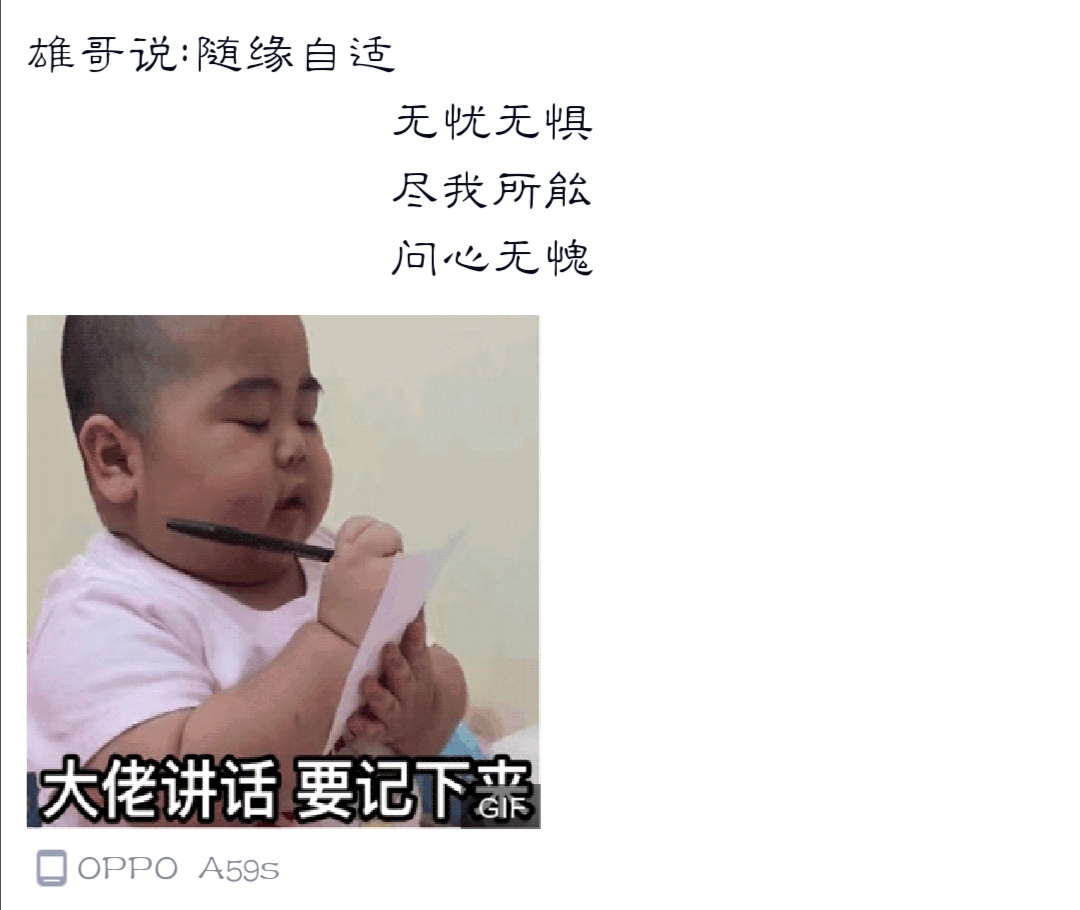 雄哥说:随缘自适
无忧无惧
尽我所能
问心无愧
大佬讲话 要记下来
GIF
OPPO A59s